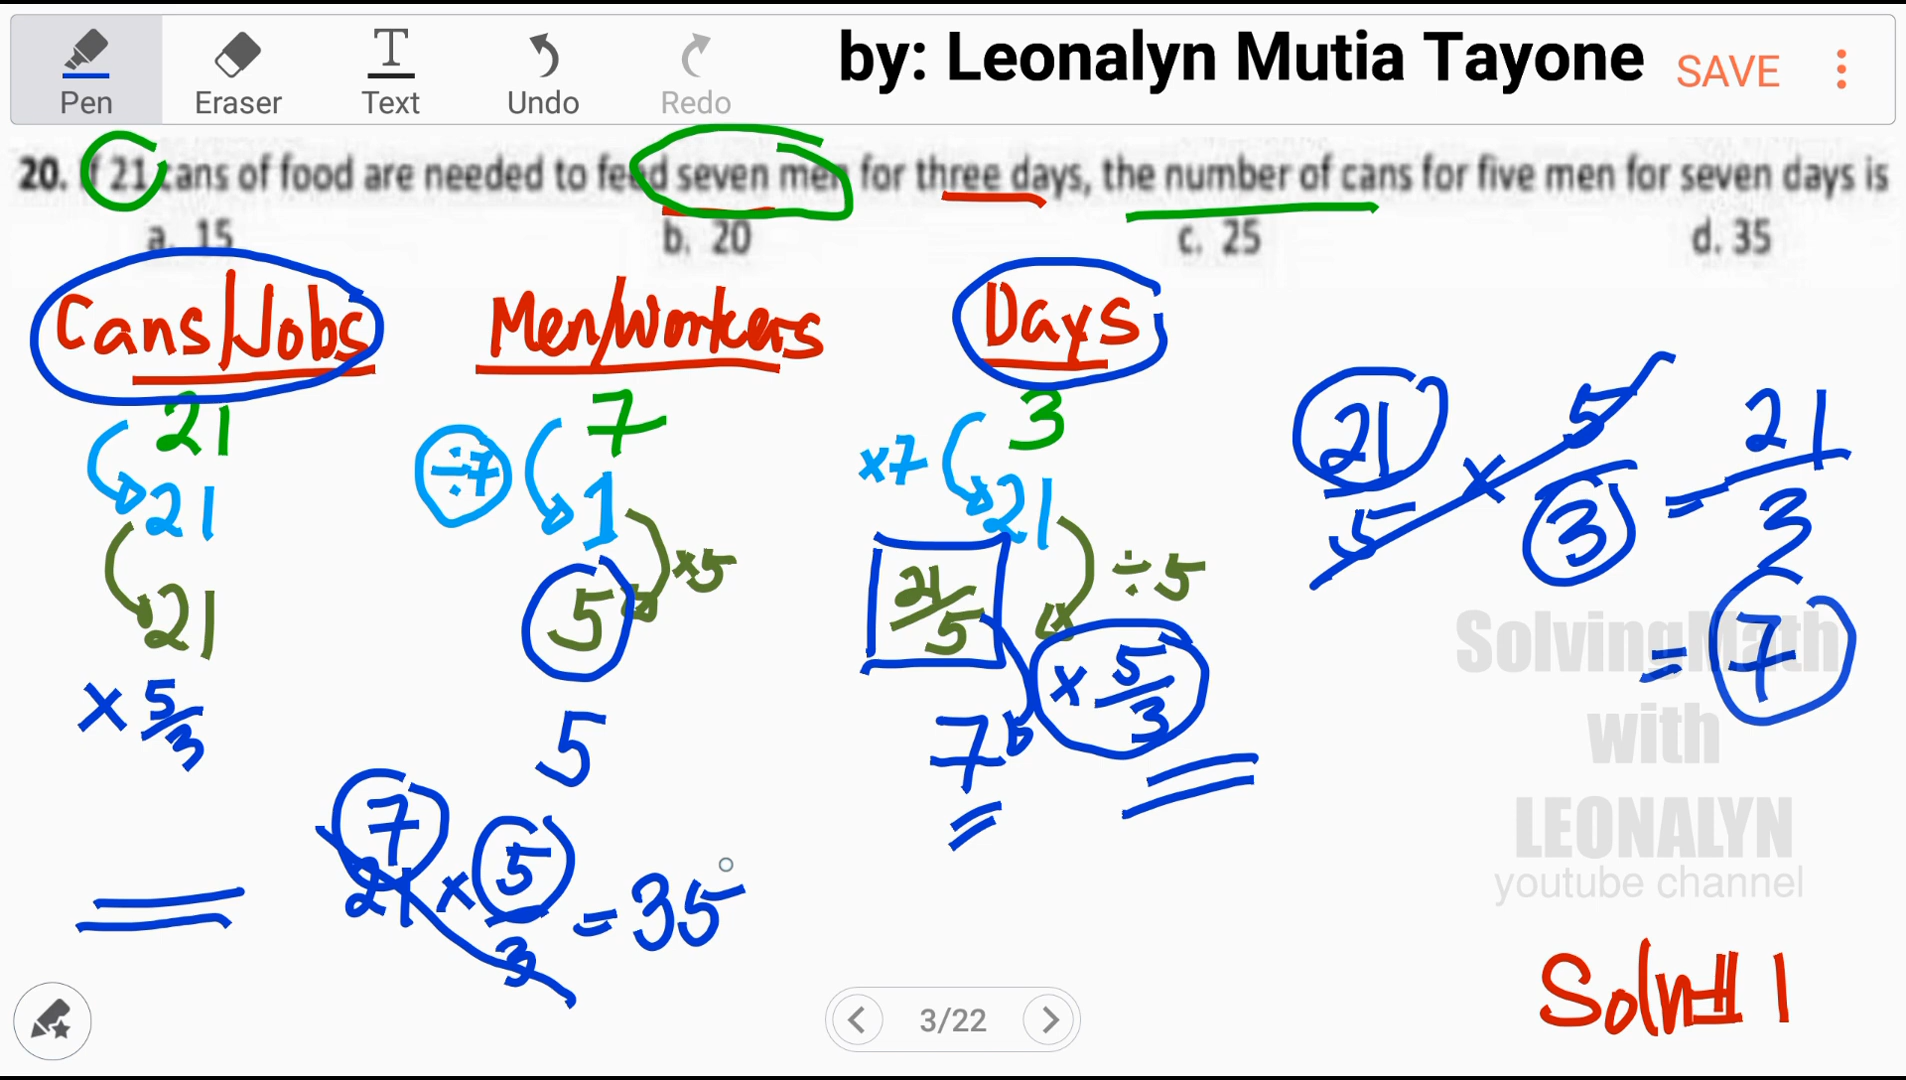 by: Leonalyn Mutia Tayone
SAVE
Pen
Eraser
Text
Undo
Redo
20. If 21 cans of food are needed to feed seven men for three days, the number of cans for five men for seven days is
a. 15
b. 20
c. 25
d. 35
Cans/Jobs
Men/Workers
Days
21
7
3
÷7
×7
21
1
21
×5
÷5
21
5
21/5
× 5/3
× 5/3
5
7
7
21 × 5/3 = 35
21/5 × 5/3 = 21/3
= 7
SolvingMath
with
LEONALYN
youtube channel
3/22
Soln# 1